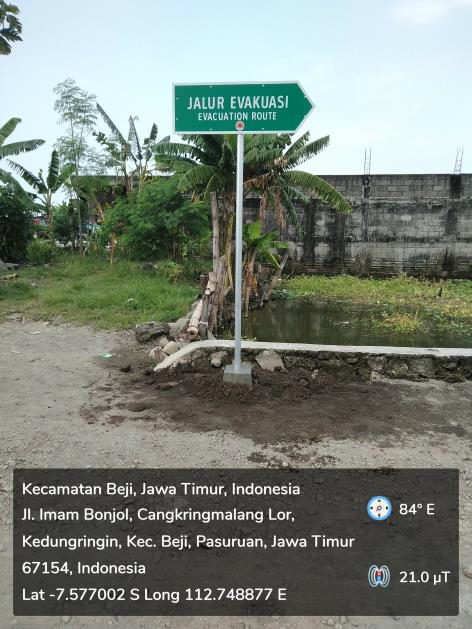 JALUR EVAKUASI
EVACUATION ROUTE
Kecamatan Beji, Jawa Timur, Indonesia
Jl. Imam Bonjol, Cangkringmalang Lor,
Kedungringin, Kec. Beji, Pasuruan, Jawa Timur
67154, Indonesia
Lat -7.577002 S Long 112.748877 E
84° E
21.0 µT